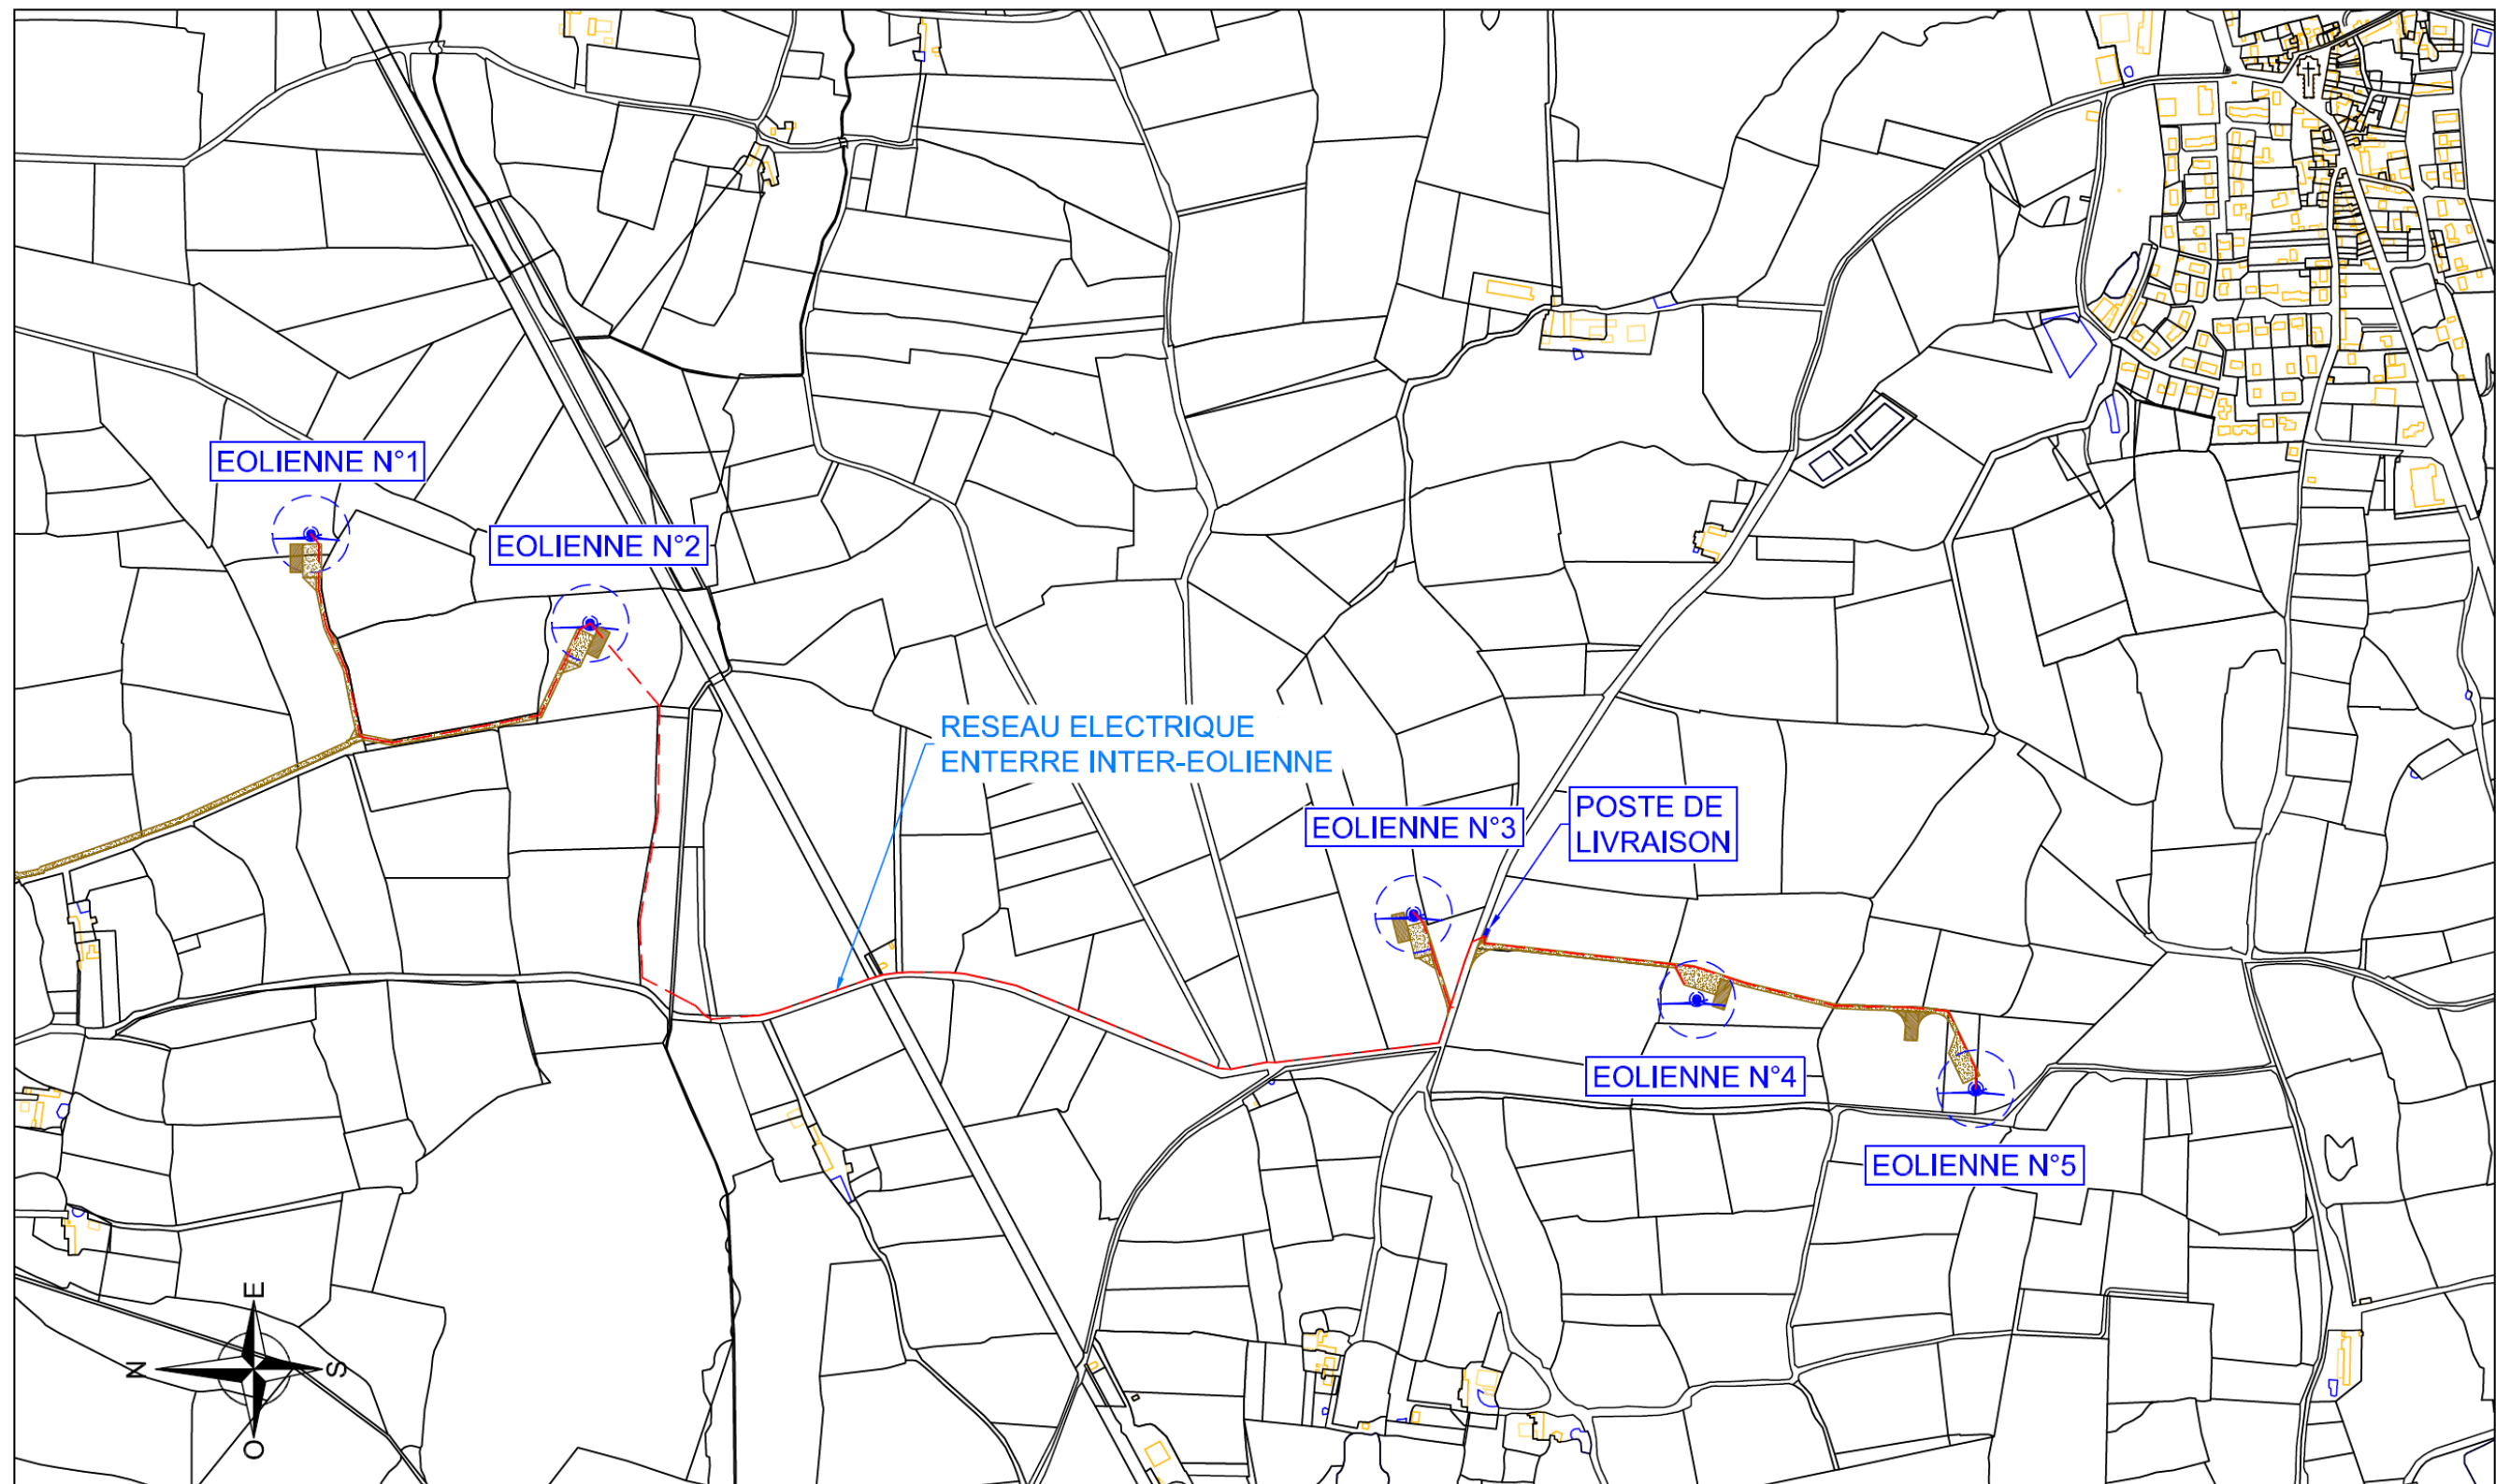 EOLIENNE N°1
EOLIENNE N°2
RESEAU ELECTRIQUE
ENTERRE INTER-EOLIENNE
POSTE DE
LIVRAISON
EOLIENNE N°3
EOLIENNE N°4
EOLIENNE N°5
E
N
S
O